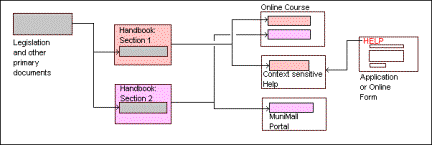 Online Course
Handbook:
Section 1
HELP
Legislation
and other
primary
documents
Context sensitive
Help
Application
or Online
Form
Handbook:
Section 2
MuniMall
Portal